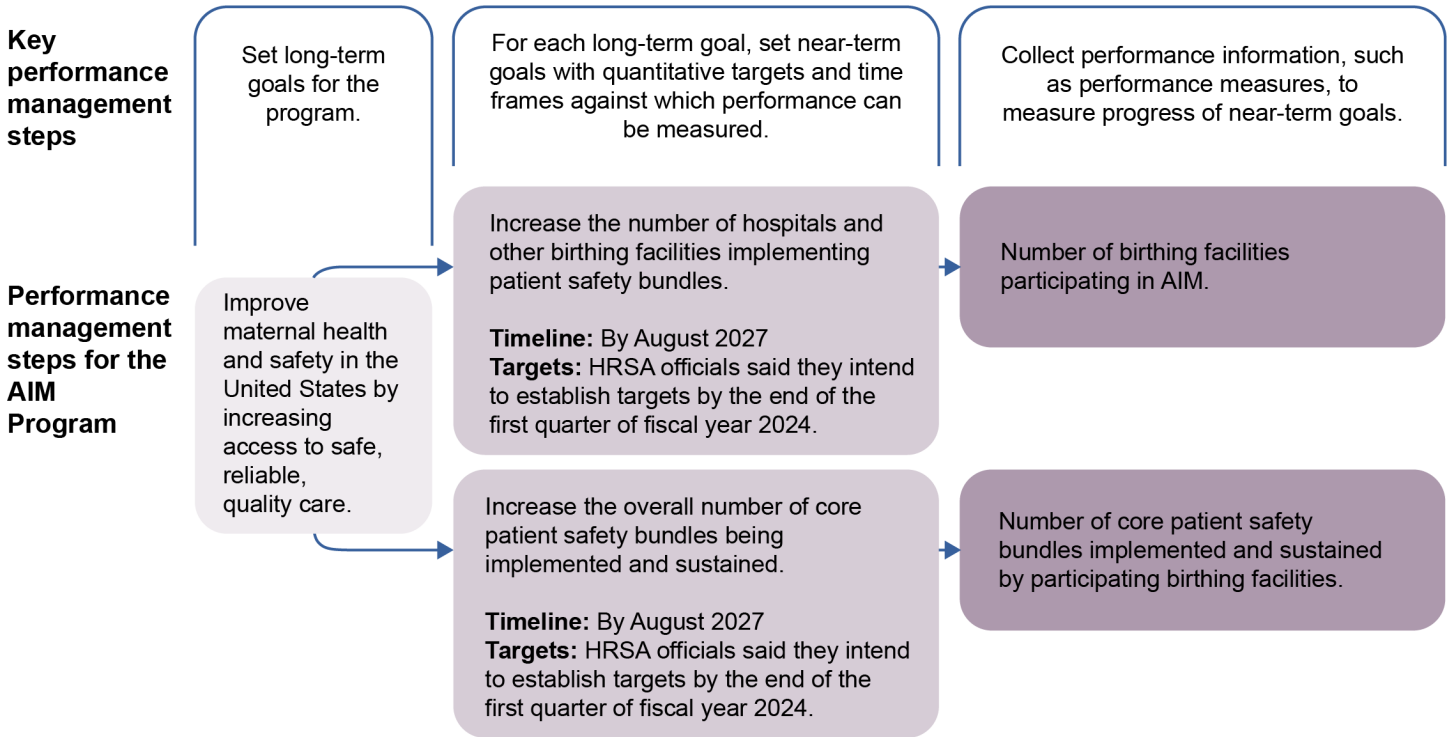 Key
performance
management
steps
Set long-term
goals for the
program.
For each long-term goal, set near-term
goals with quantitative targets and time
frames against which performance can
be measured.
Collect performance information, such
as performance measures, to
measure progress of near-term goals.
Performance
management
steps for the
AIM
Program
Improve
maternal health
and safety in the
United States by
increasing
access to safe,
reliable,
quality care.
Increase the number of hospitals and
other birthing facilities implementing
patient safety bundles.
Timeline: By August 2027
Targets: HRSA officials said they intend
to establish targets by the end of the
first quarter of fiscal year 2024.
Number of birthing facilities
participating in AIM.
Increase the overall number of core
patient safety bundles being
implemented and sustained.
Timeline: By August 2027
Targets: HRSA officials said they intend
to establish targets by the end of the
first quarter of fiscal year 2024.
Number of core patient safety
bundles implemented and sustained
by participating birthing facilities.